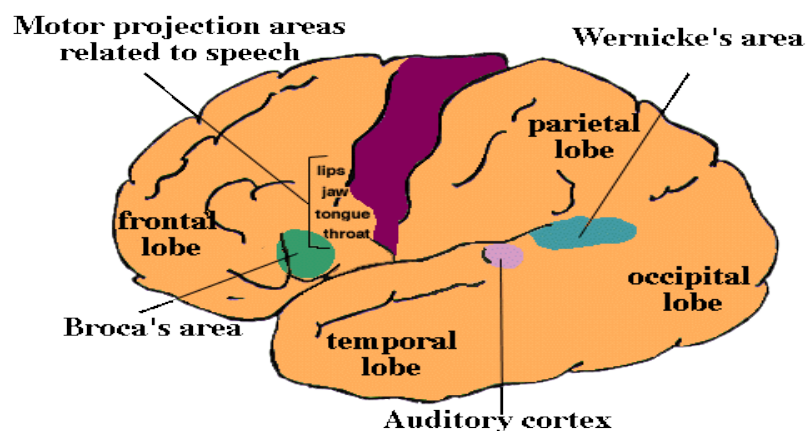 Motor projection areas
related to speech
Wernicke's area
parietal
lobe
lips
jaw
tongue
throat
frontal
lobe
occipital
lobe
Broca's area
temporal
lobe
Auditory cortex